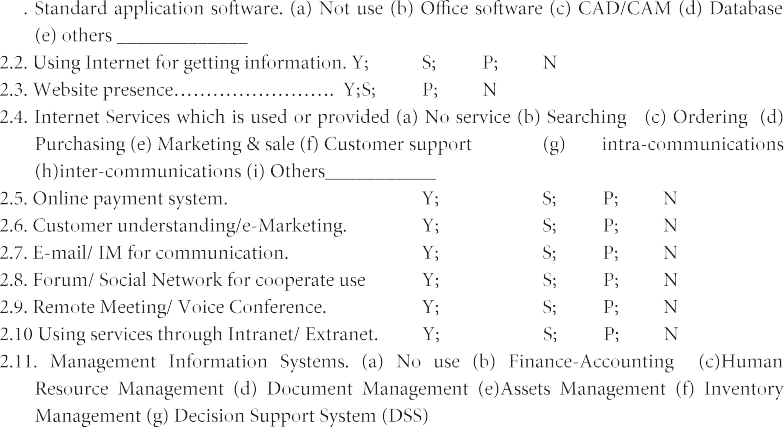 . Standard application software. (a) Not use (b) Office software (c) CAD/CAM (d) Database
(e) others _____________
2.2. Using Internet for getting information. Y; S; P; N
2.3. Website presence……………………. Y;S; P; N
2.4. Internet Services which is used or provided (a) No service (b) Searching (c) Ordering (d)
Purchasing (e) Marketing & sale (f) Customer support (g) intra-communications
(h)inter-communications (i) Others___________
2.5. Online payment system. Y; S; P; N
2.6. Customer understanding/e-Marketing. Y; S; P; N
2.7. E-mail/ IM for communication. Y; S; P; N
2.8. Forum/ Social Network for cooperate use Y; S; P; N
2.9. Remote Meeting/ Voice Conference. Y; S; P; N
2.10 Using services through Intranet/ Extranet. Y; S; P; N
2.11. Management Information Systems. (a) No use (b) Finance-Accounting (c)Human
Resource Management (d) Document Management (e)Assets Management (f) Inventory
Management (g) Decision Support System (DSS)